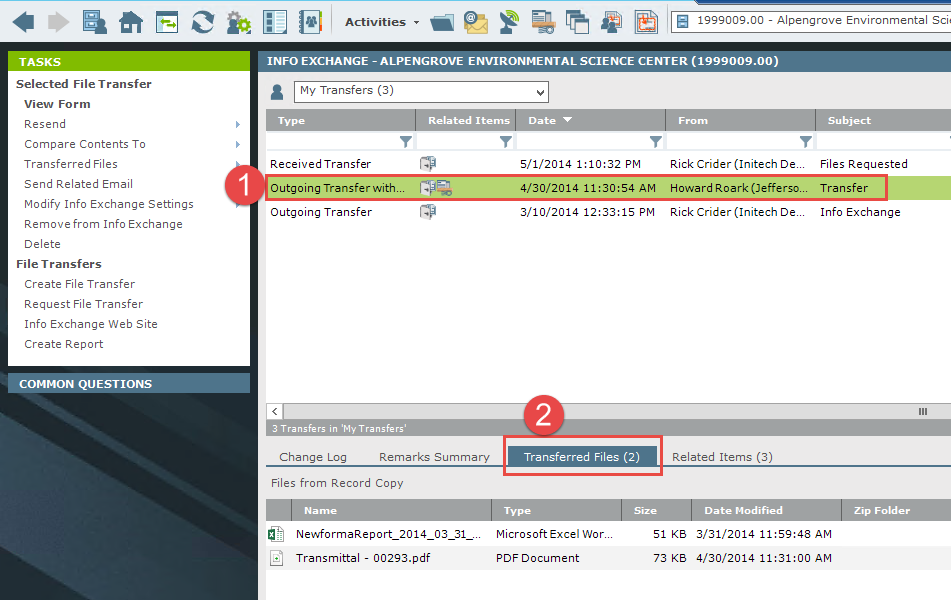 Activities
1999009.00 - Alpengrove Environmental Sci
TASKS
Selected File Transfer
View Form
Resend
Compare Contents To
Transferred Files
Send Related Email
Modify Info Exchange Settings
Remove from Info Exchange
Delete
File Transfers
Create File Transfer
Request File Transfer
Info Exchange Web Site
Create Report
COMMON QUESTIONS
INFO EXCHANGE - ALPENGROVE ENVIRONMENTAL SCIENCE CENTER (1999009.00)
My Transfers (3)
Type Related Items Date From Subject
Received Transfer 5/1/2014 1:10:32 PM Rick Crider (Initech De... Files Requested
1
Outgoing Transfer with... 4/30/2014 11:30:54 AM Howard Roark (Jefferso... Transfer
Outgoing Transfer 3/10/2014 12:33:15 PM Rick Crider (Initech De... Info Exchange
3 Transfers in 'My Transfers'
2
Change Log Remarks Summary Transferred Files (2) Related Items (3)
Files from Record Copy
Name Type Size Date Modified Zip Folder
NewformaReport_2014_03_31_... Microsoft Excel Wor... 51 KB 3/31/2014 11:59:48 AM
Transmittal - 00293.pdf PDF Document 73 KB 4/30/2014 11:31:00 AM